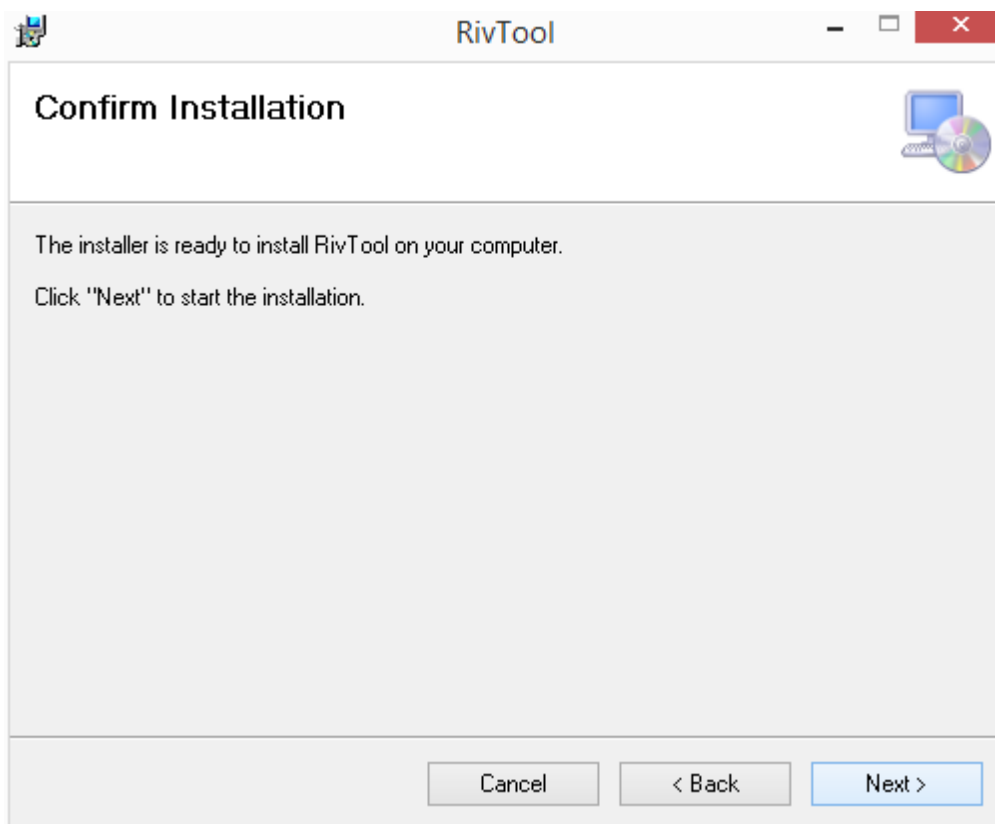 RivTool
Confirm Installation
The installer is ready to install RivTool on your computer.
Click "Next" to start the installation.
Cancel
< Back
Next >